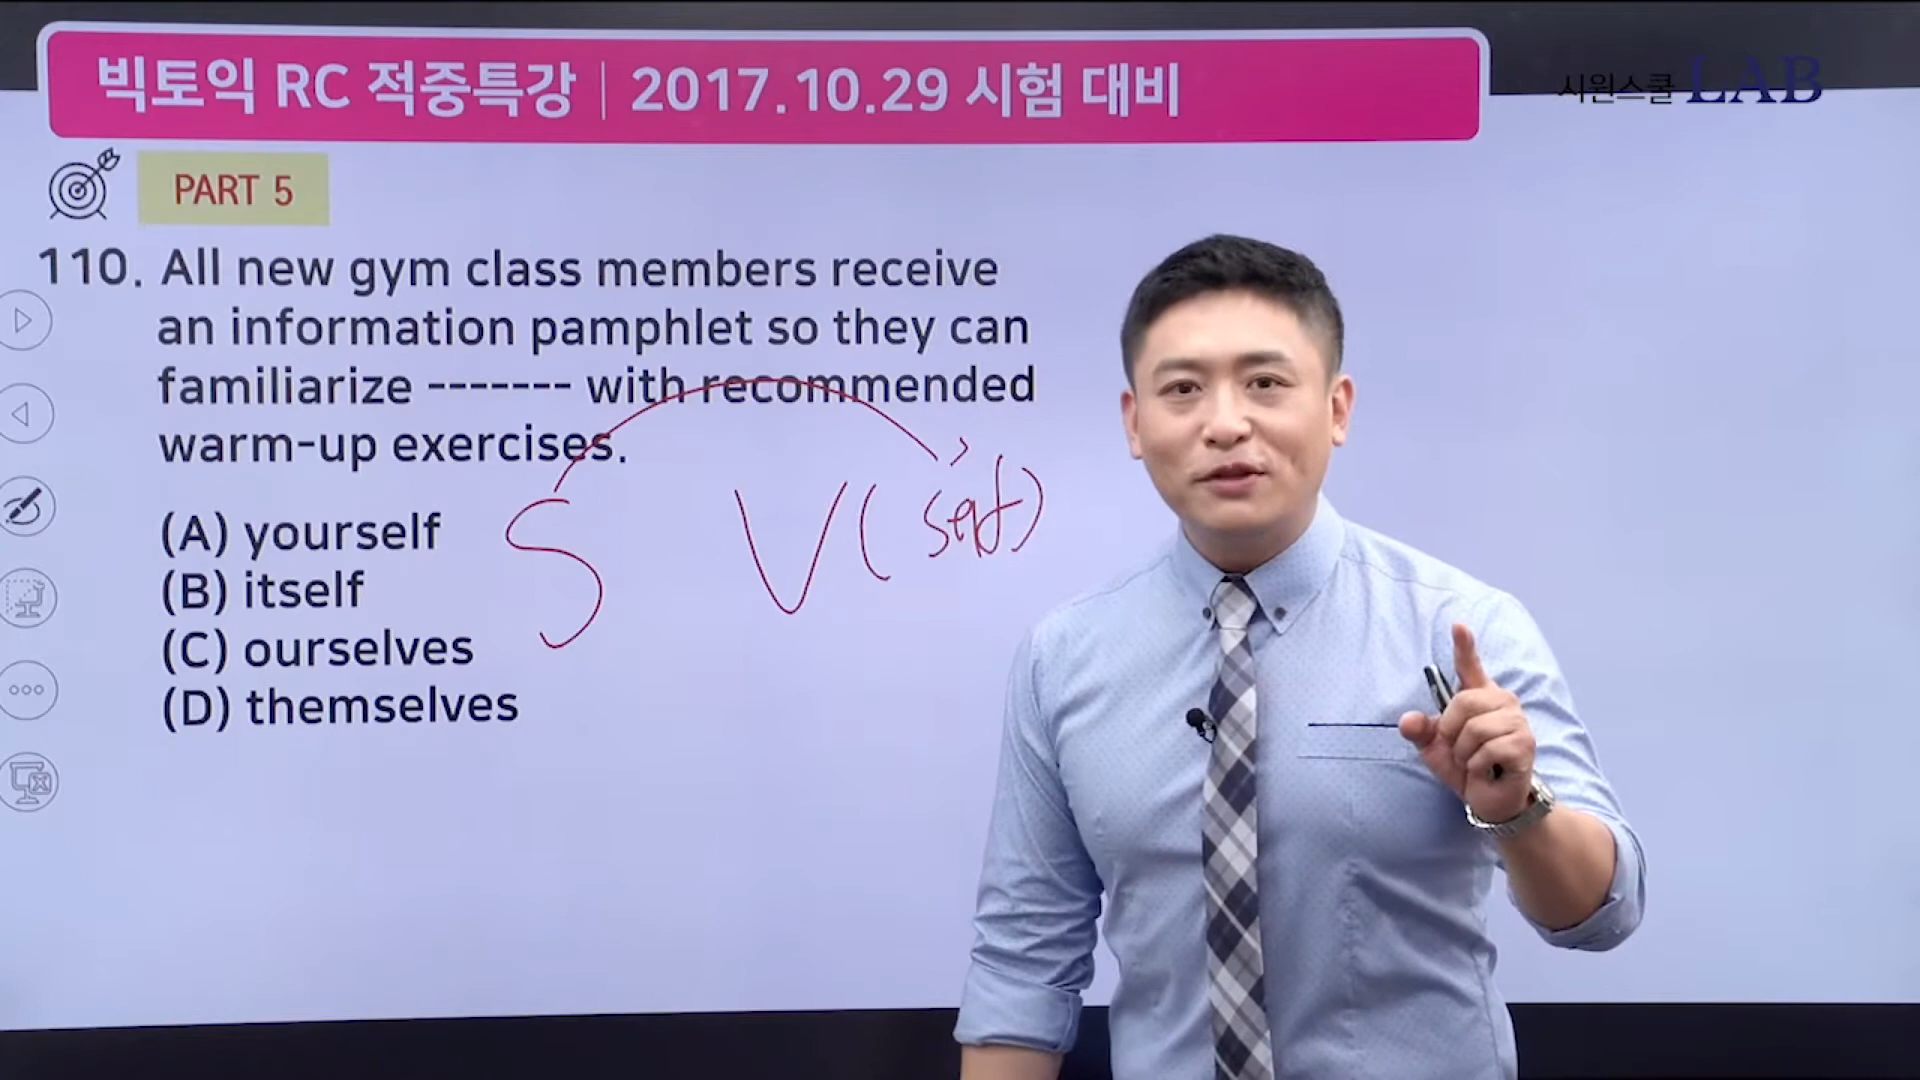 빅토익 RC 적중특강 | 2017.10.29 시험 대비
시원스쿨 LAB
PART 5
110. All new gym class members receive
an information pamphlet so they can
familiarize ------- with recommended
warm-up exercises.
S V (self)
(A) yourself
(B) itself
(C) ourselves
(D) themselves